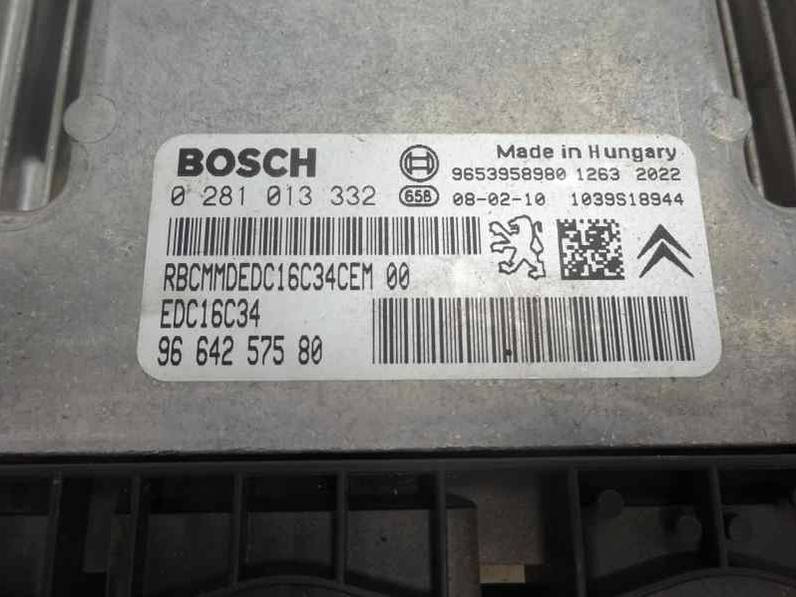 BOSCH
Made in Hungary
9653958980 1263 2022
0 281 013 332 658 08-02-10 1039S18944
RBCMMDEDC16C34CEM 00
EDC16C34
96 642 575 80